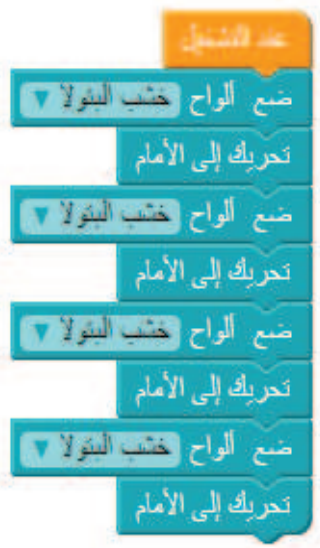 عند التشغيل
ضع ألواح خشب البتولا
تحريك إلى الأمام
ضع ألواح خشب البتولا
تحريك إلى الأمام
ضع ألواح خشب البتولا
تحريك إلى الأمام
ضع ألواح خشب البتولا
تحريك إلى الأمام